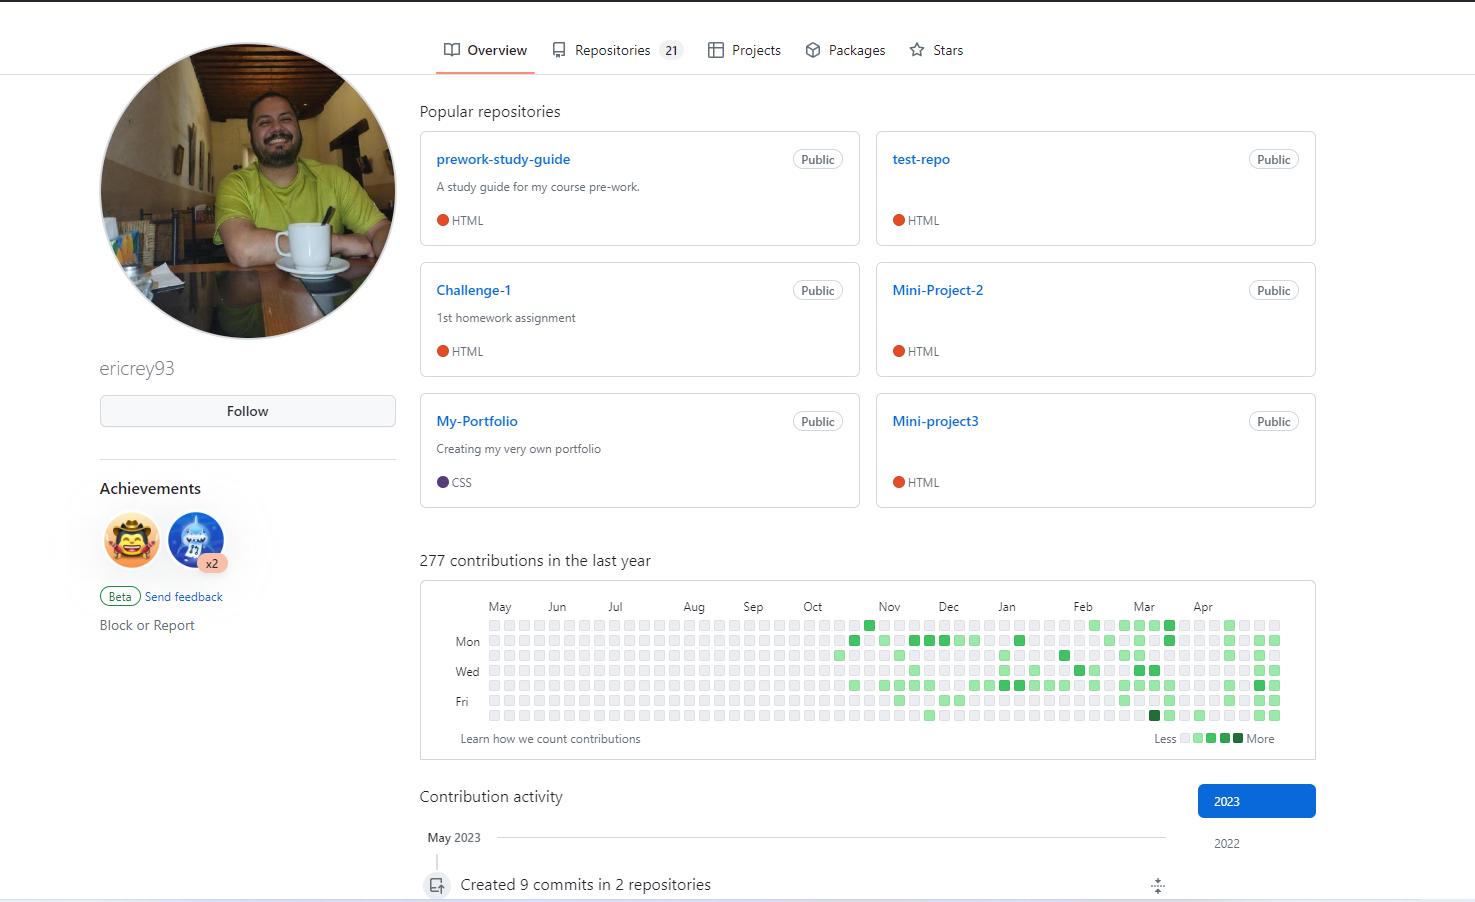 Overview
Repositories 21
Projects
Packages
Stars
ericrey93
Follow
Achievements
x2
Beta Send feedback
Block or Report
Popular repositories
prework-study-guide Public
A study guide for my course pre-work.
HTML
test-repo Public
HTML
Challenge-1 Public
1st homework assignment
HTML
Mini-Project-2 Public
HTML
My-Portfolio Public
Creating my very own portfolio
CSS
Mini-project3 Public
HTML
277 contributions in the last year
May Jun Jul Aug Sep Oct Nov Dec Jan Feb Mar Apr
Mon
Wed
Fri
Learn how we count contributions
Less More
Contribution activity
2023
2022
May 2023
Created 9 commits in 2 repositories